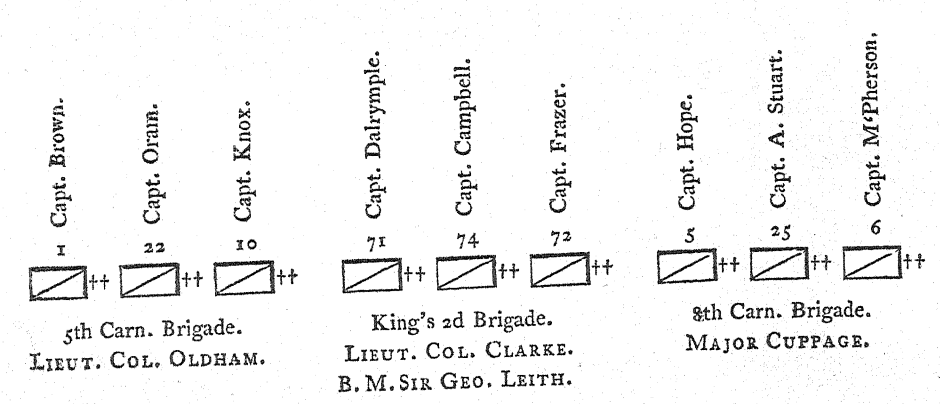 Capt. Brown.
Capt. Oram.
Capt. Knox.
1 22 10
5th Carn. Brigade.
LIEUT. COL. OLDHAM.
Capt. Dalrymple.
Capt. Campbell.
Capt. Frazer.
71 74 72
King's 2d Brigade.
LIEUT. COL. CLARKE.
B. M. SIR GEO. LEITH.
Capt. Hope.
Capt. A. Stuart.
Capt. M‘Pherson.
5 25 6
8th Carn. Brigade.
MAJOR CUPPAGE.